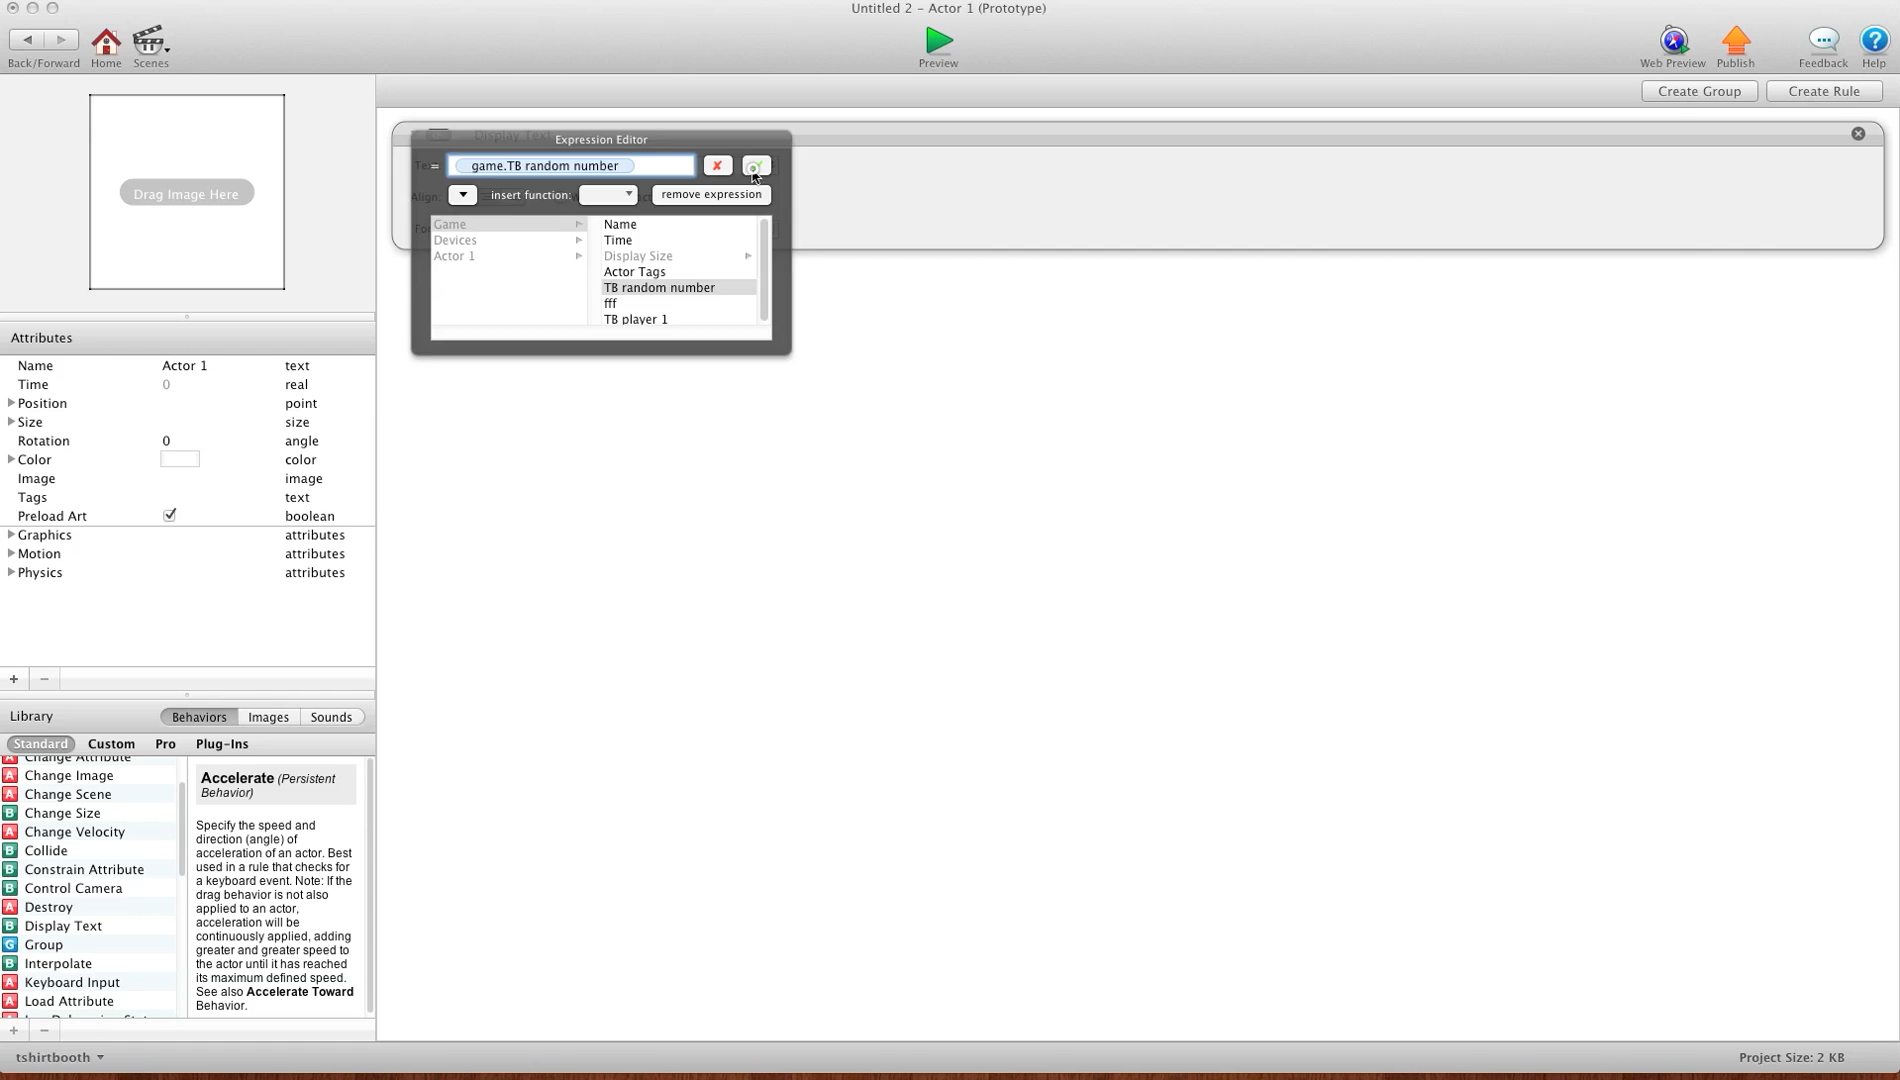 Untitled 2 – Actor 1 (Prototype)
Back/Forward
Home
Scenes
Preview
Web Preview
Publish
Feedback
Help
Create Group
Create Rule
Drag Image Here
Display Text
Expression Editor
= game.TB random number ✘
insert function:
remove expression
Align:
Game
Devices
Actor 1
Name
Time
Display Size
Actor Tags
TB random number
fff
TB player 1
Attributes
Name Actor 1 text
Time 0 real
Position point
Size size
Rotation 0 angle
Color color
Image image
Tags text
Preload Art boolean
Graphics attributes
Motion attributes
Physics attributes
+ −
Library
Behaviors
Images
Sounds
Standard
Custom
Pro
Plug-Ins
A Change Attribute
A Change Image
A Change Scene
B Change Size
A Change Velocity
B Collide
B Constrain Attribute
B Control Camera
A Destroy
B Display Text
G Group
B Interpolate
A Keyboard Input
A Load Attribute
Accelerate (Persistent
Behavior)
Specify the speed and
direction (angle) of
acceleration of an actor. Best
used in a rule that checks for
a keyboard event. Note: If the
drag behavior is not also
applied to an actor,
acceleration will be
continuously applied, adding
greater and greater speed to
the actor until it has reached
its maximum defined speed.
See also Accelerate Toward
Behavior.
+ −
tshirtbooth
Project Size: 2 KB